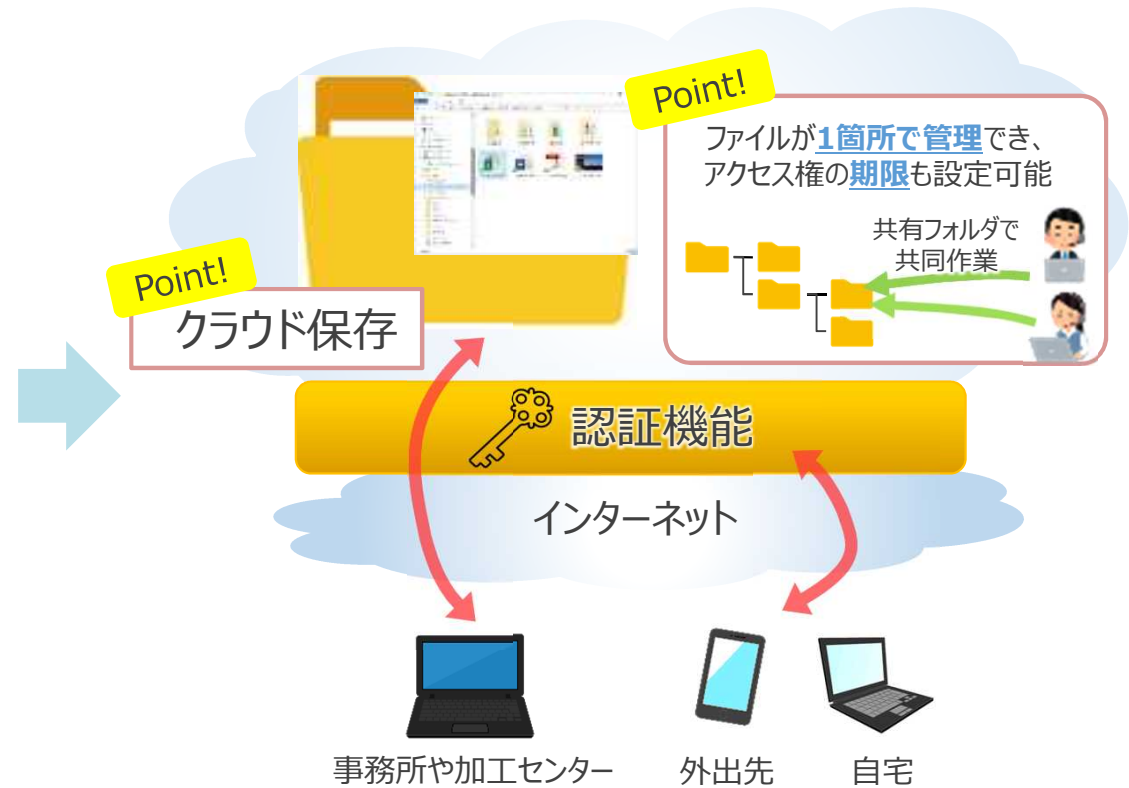 Point!
ファイルが1箇所で管理でき、
アクセス権の期限も設定可能
共有フォルダで
共同作業
Point!
クラウド保存
認証機能
インターネット
事務所や加工センター
外出先
自宅